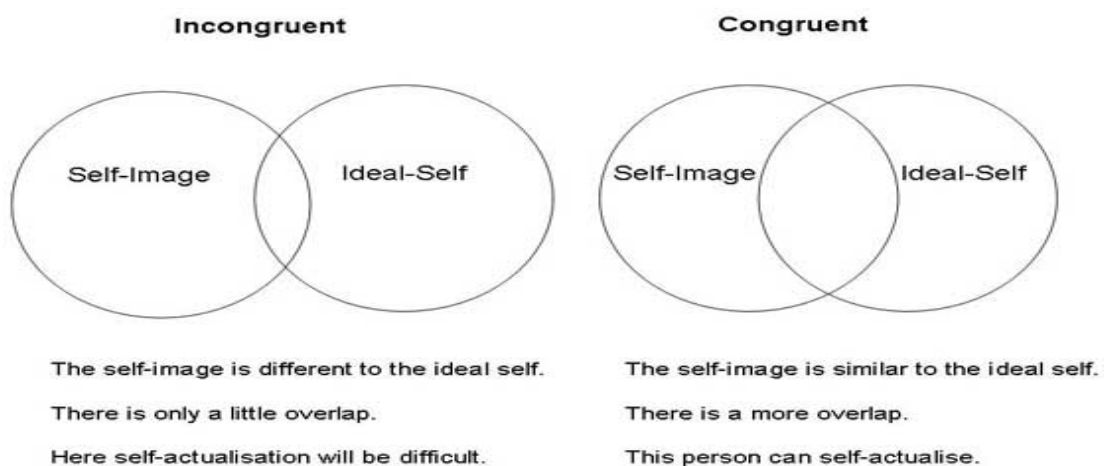 Incongruent
Self-Image
Ideal-Self
The self-image is different to the ideal self.
There is only a little overlap.
Here self-actualisation will be difficult.
Congruent
Self-Image
Ideal-Self
The self-image is similar to the ideal self.
There is a more overlap.
This person can self-actualise.